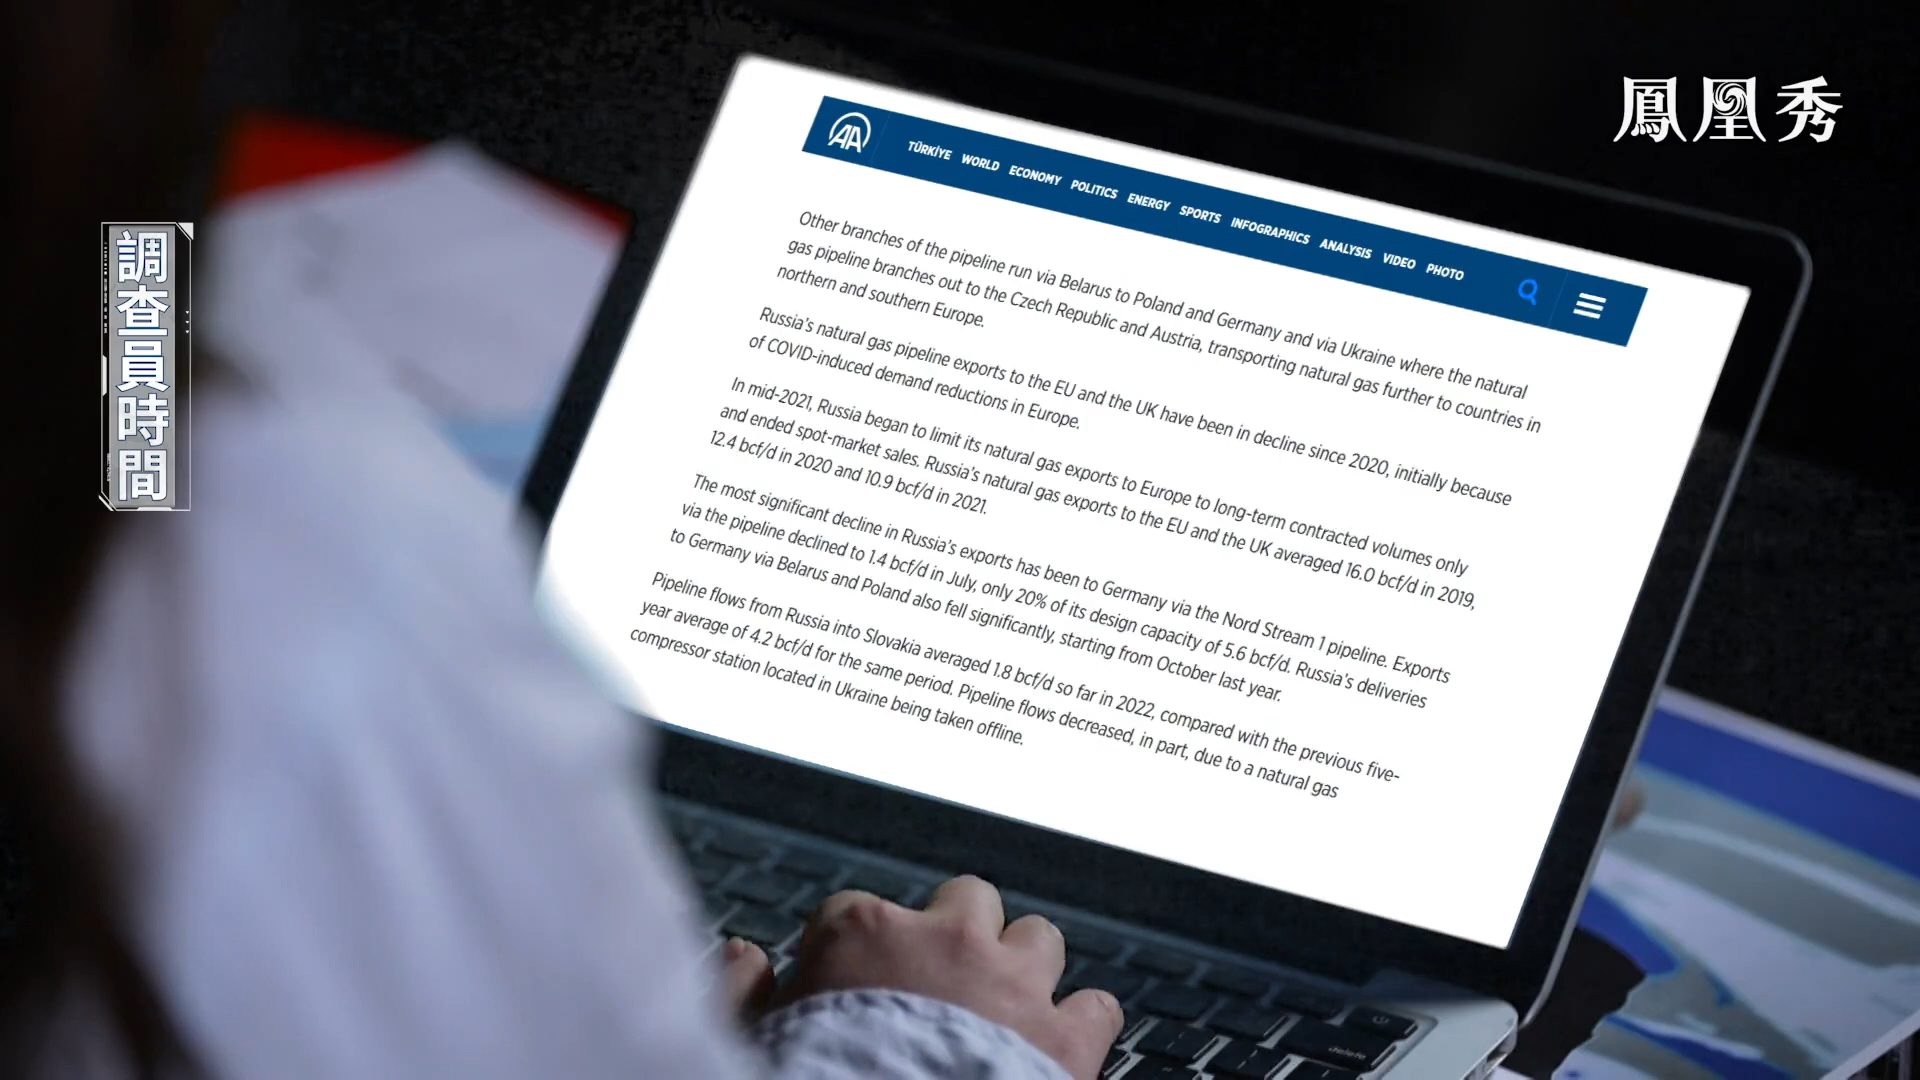 鳳凰秀
調查員時間
AA
TÜRKİYE WORLD ECONOMY POLITICS ENERGY SPORTS INFOGRAPHICS ANALYSIS VIDEO PHOTO
Other branches of the pipeline run via Belarus to Poland and Germany and via Ukraine where the natural
gas pipeline branches out to the Czech Republic and Austria, transporting natural gas further to countries in
northern and southern Europe.
Russia's natural gas pipeline exports to the EU and the UK have been in decline since 2020, initially because
of COVID-induced demand reductions in Europe.
In mid-2021, Russia began to limit its natural gas exports to Europe to long-term contracted volumes only
and ended spot-market sales. Russia's natural gas exports to the EU and the UK averaged 16.0 bcf/d in 2019,
12.4 bcf/d in 2020 and 10.9 bcf/d in 2021.
The most significant decline in Russia's exports has been to Germany via the Nord Stream 1 pipeline. Exports
via the pipeline declined to 1.4 bcf/d in July, only 20% of its design capacity of 5.6 bcf/d. Russia's deliveries
to Germany via Belarus and Poland also fell significantly, starting from October last year.
Pipeline flows from Russia into Slovakia averaged 1.8 bcf/d so far in 2022, compared with the previous five-
year average of 4.2 bcf/d for the same period. Pipeline flows decreased, in part, due to a natural gas
compressor station located in Ukraine being taken offline.
delete